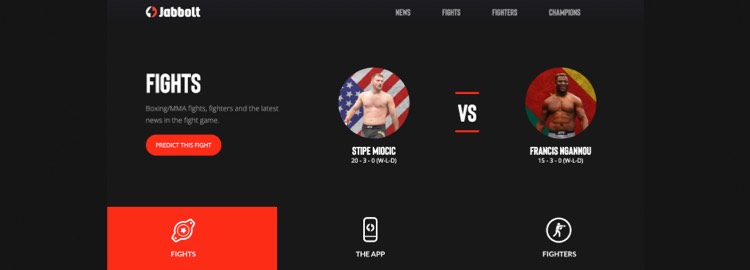 Jabbolt
NEWS
FIGHTS
FIGHTERS
CHAMPIONS
FIGHTS
Boxing/MMA fights, fighters and the latest
news in the fight game.
PREDICT THIS FIGHT
STIPE MIOCIC
20 - 3 - 0 (W-L-D)
VS
FRANCIS NGANNOU
15 - 3 - 0 (W-L-D)
FIGHTS
THE APP
FIGHTERS